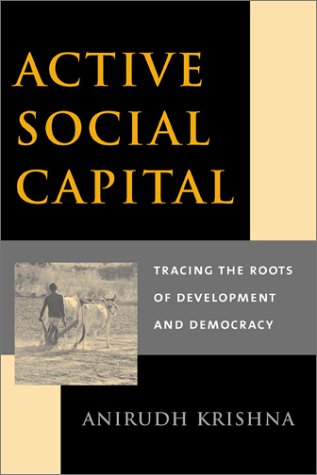 ACTIVE
SOCIAL
CAPITAL
TRACING THE ROOTS
OF DEVELOPMENT
AND DEMOCRACY
ANIRUDH KRISHNA